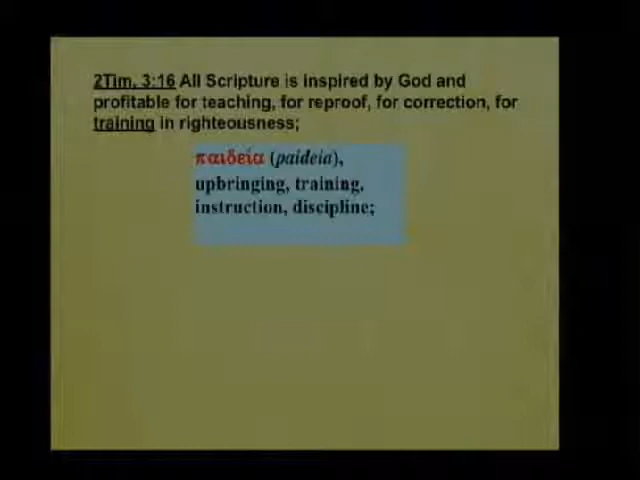 2Tim. 3:16 All Scripture is inspired by God and
profitable for teaching, for reproof, for correction, for
training in righteousness;
παιδεία (paideia),
upbringing, training,
instruction, discipline;